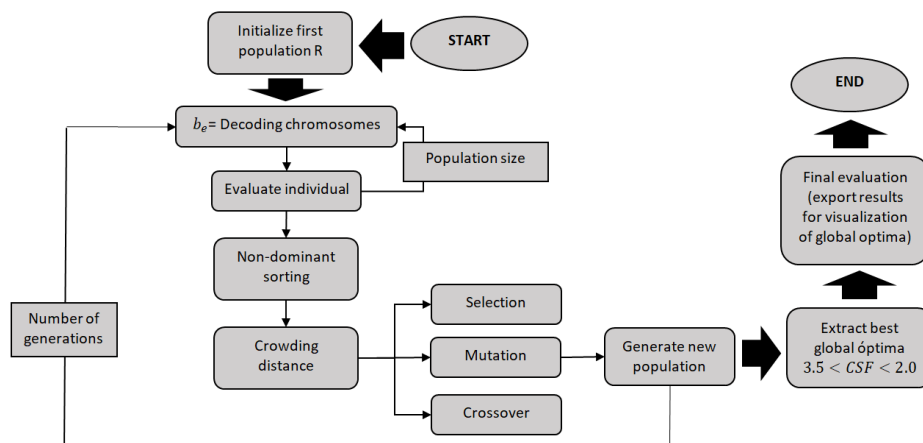 START
Initialize first
population R
b_e= Decoding chromosomes
Population size
Evaluate individual
Non-dominant
sorting
Number of
generations
Crowding
distance
Selection
Mutation
Crossover
Generate new
population
Extract best
global óptima
3.5 < CSF < 2.0
Final evaluation
(export results
for visualization
of global optima)
END